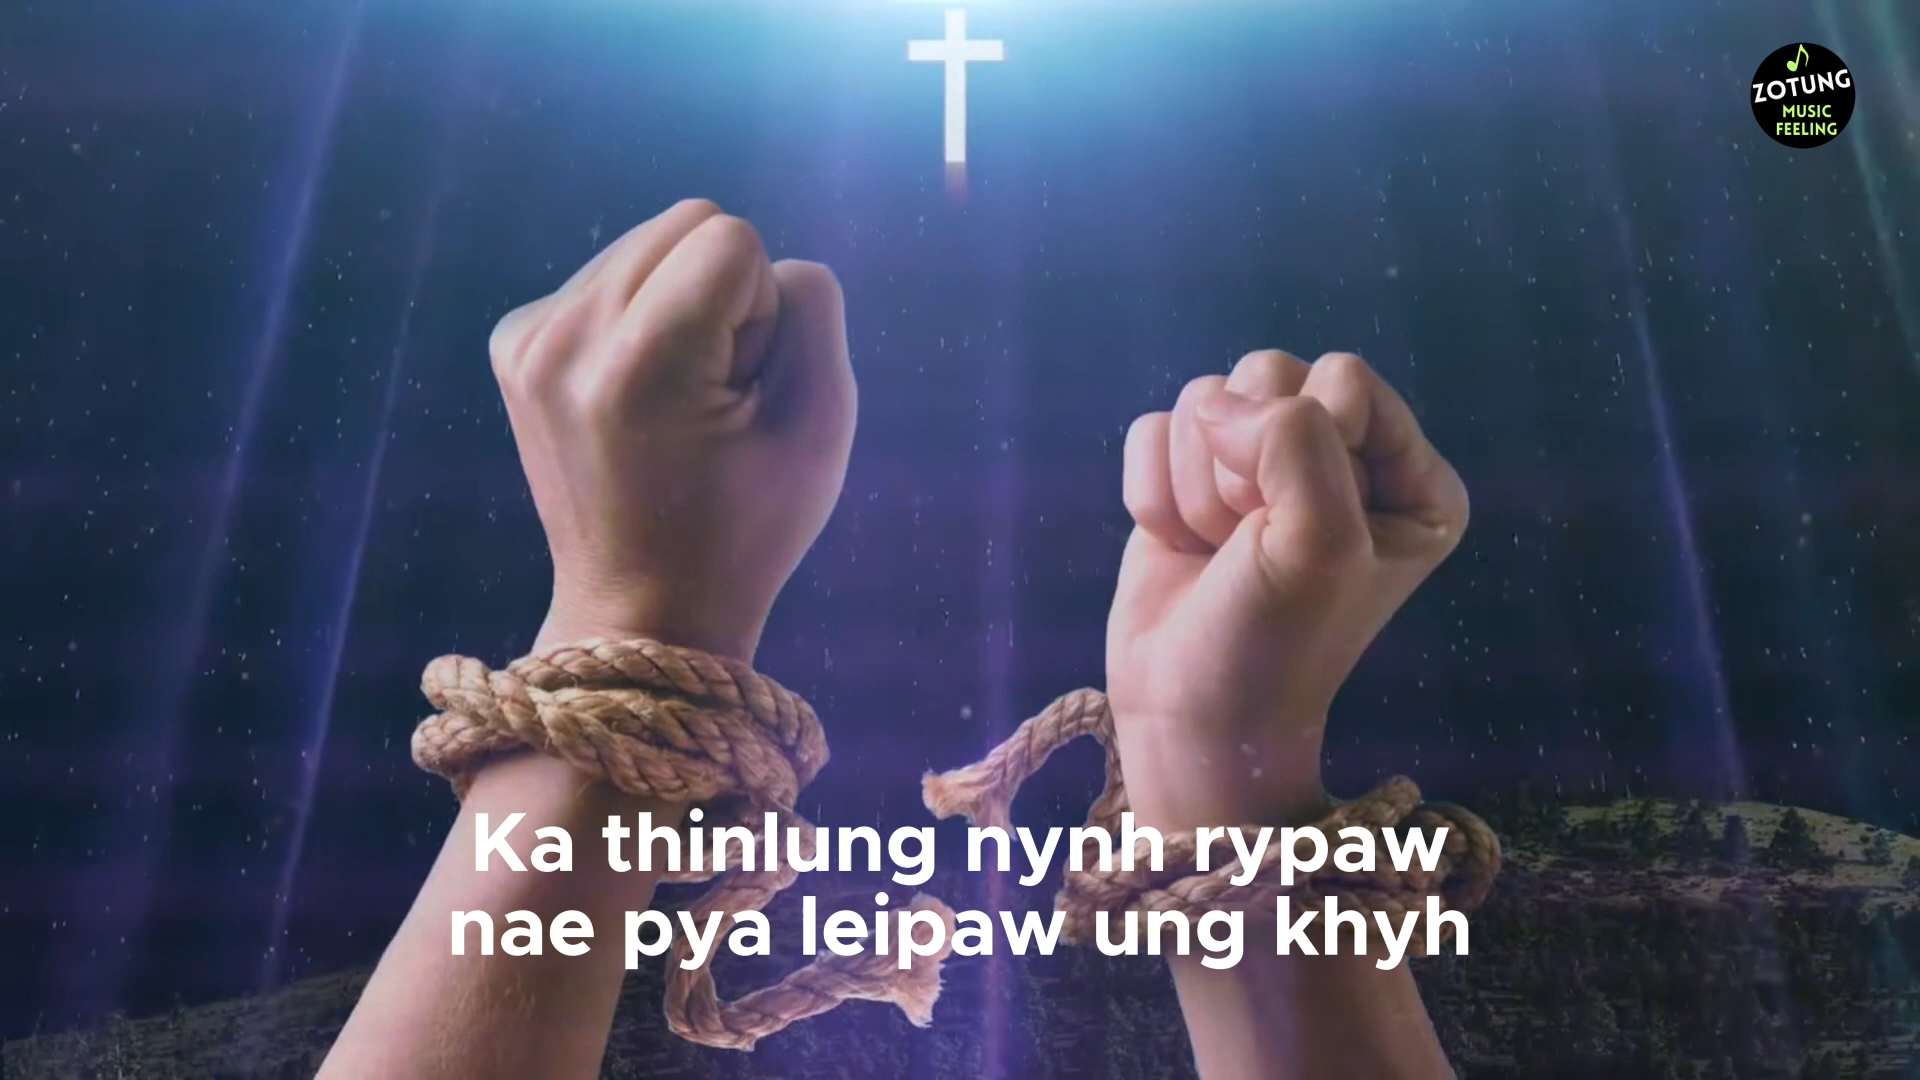 ZOTUNG
MUSIC
FEELING
Ka thinlung nynh rypaw
nae pya leipaw ung khyh